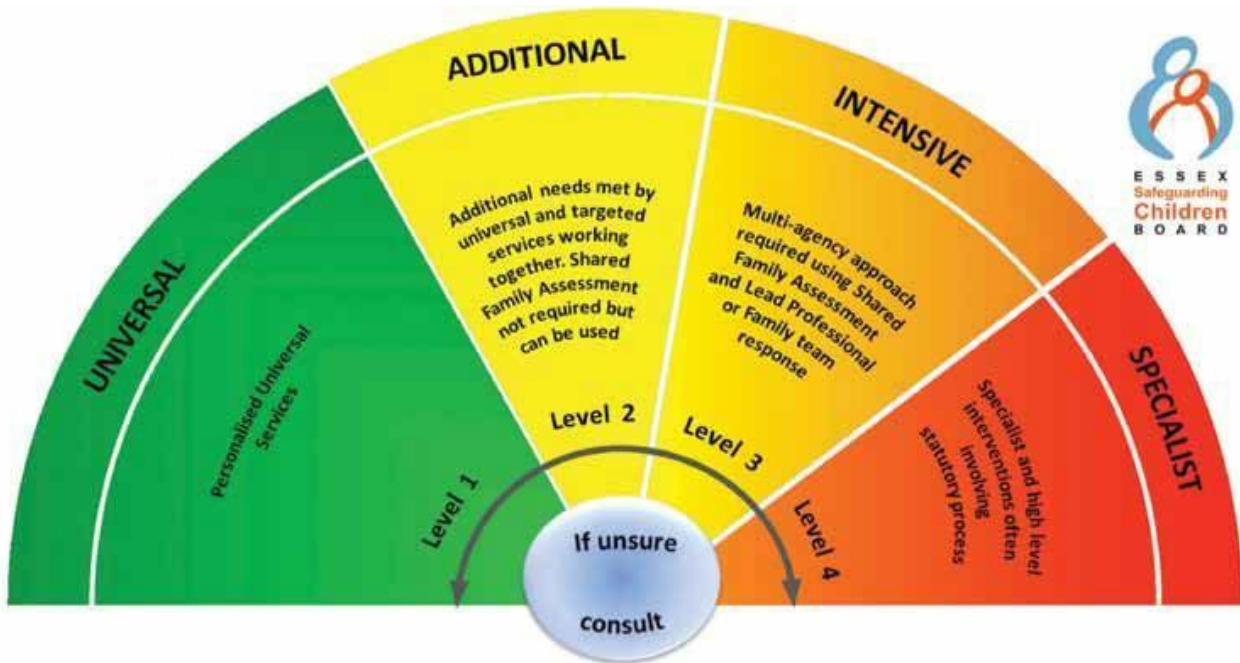 UNIVERSAL
Personalised Universal
Services
Level 1
ADDITIONAL
Additional needs met by
universal and targeted
services working
together. Shared
Family Assessment
not required but
can be used
Level 2
INTENSIVE
Multi-agency approach
required using Shared
Family Assessment
and Lead Professional
or Family team
response
Level 3
SPECIALIST
Specialist and high level
interventions often
involving
statutory process
Level 4
If unsure
consult
ESSEX
Safeguarding
Children
BOARD